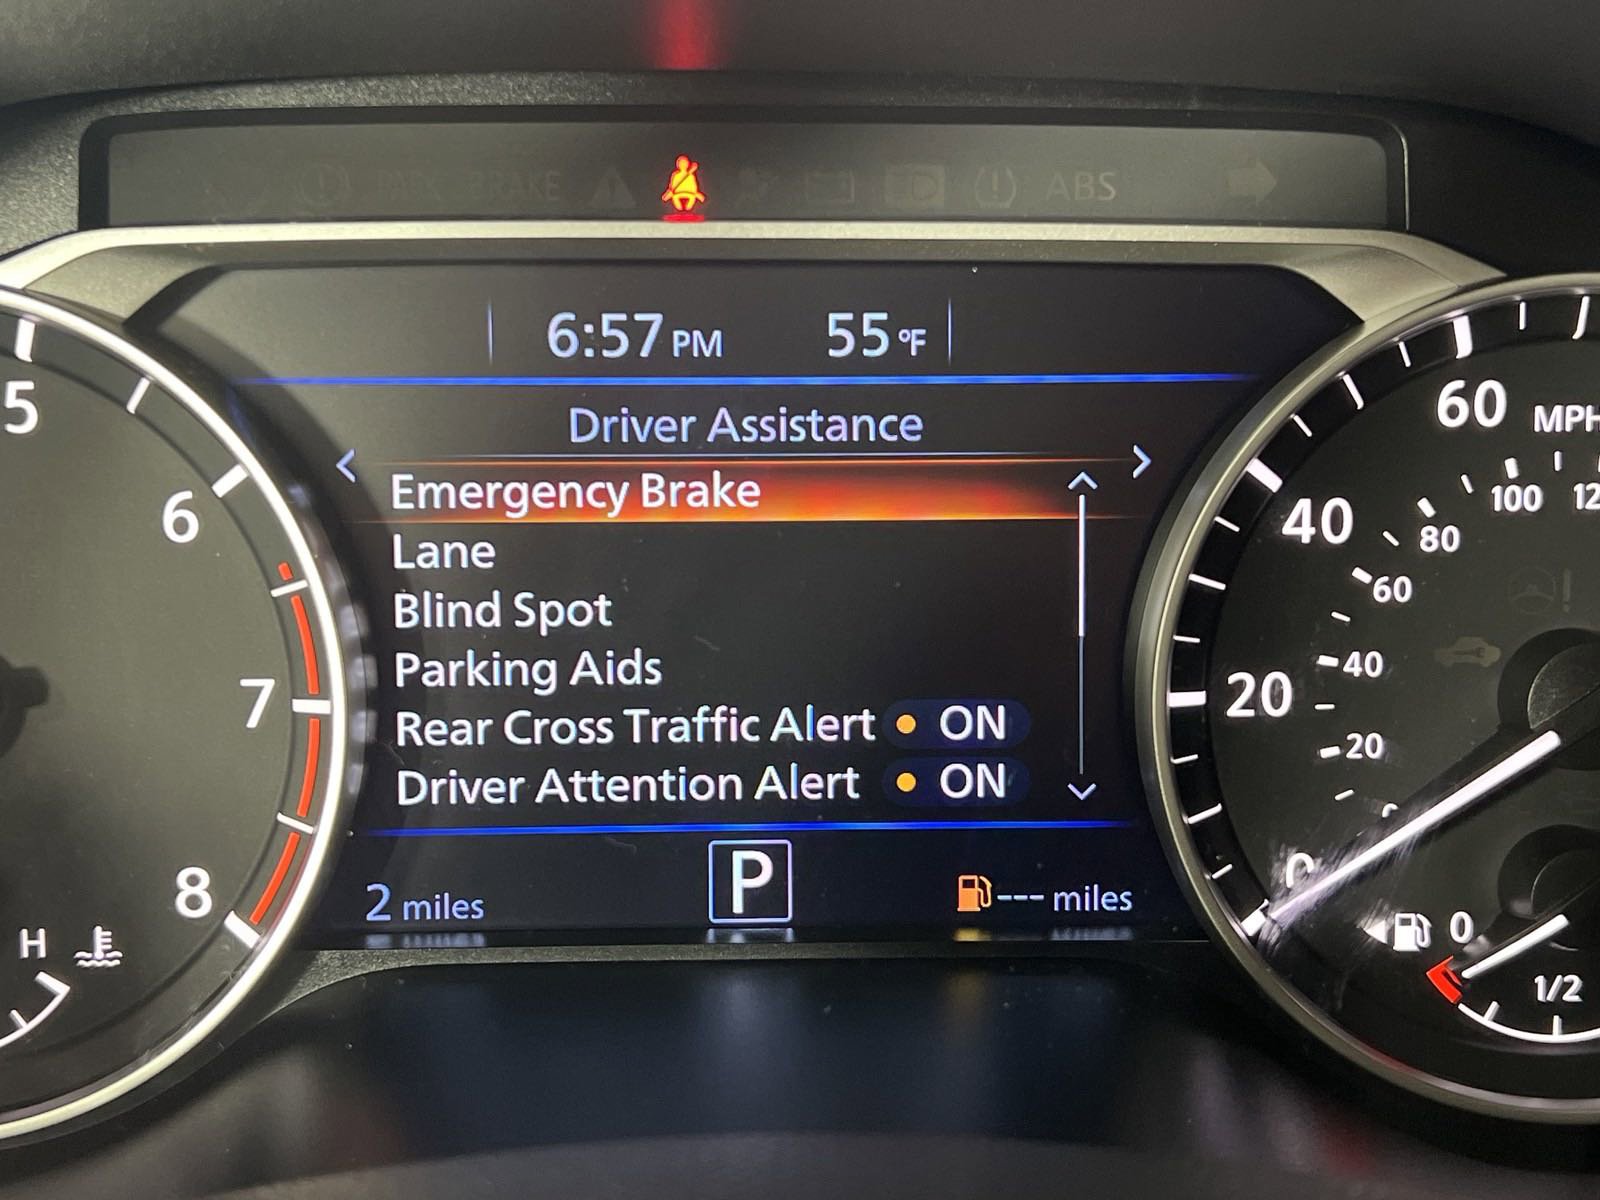 BRAKE
ABS
6:57 PM 55 °F
Driver Assistance
Emergency Brake
Lane
Blind Spot
Parking Aids
Rear Cross Traffic Alert ON
Driver Attention Alert ON
2 miles
P
--- miles
5
6
7
8
H
60 MPH
40
20
0
100
80
60
40
20
0
1/2